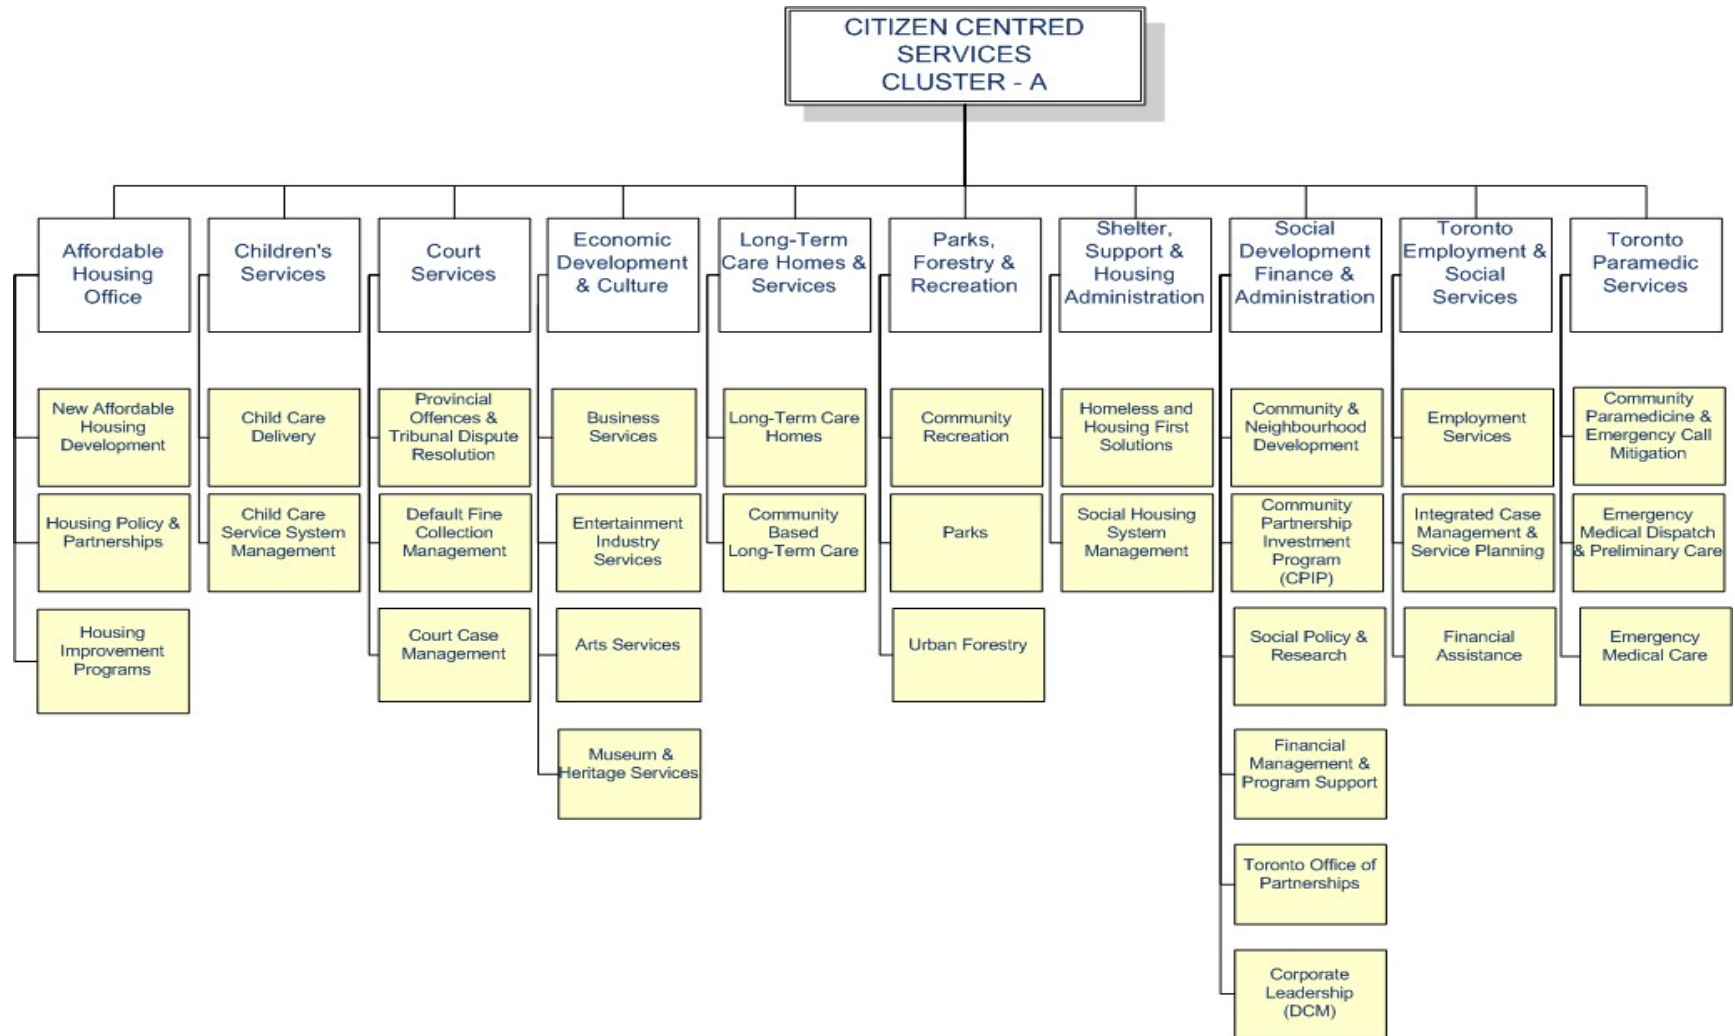 CITIZEN CENTRED
SERVICES
CLUSTER - A
Affordable
Housing
Office
Children's
Services
Court
Services
Economic
Development
& Culture
Long-Term
Care Homes &
Services
Parks,
Forestry &
Recreation
Shelter,
Support &
Housing
Administration
Social
Development
Finance &
Administration
Toronto
Employment &
Social
Services
Toronto
Paramedic
Services
New Affordable
Housing
Development
Child Care
Delivery
Provincial
Offences &
Tribunal Dispute
Resolution
Business
Services
Long-Term Care
Homes
Community
Recreation
Homeless and
Housing First
Solutions
Community &
Neighbourhood
Development
Employment
Services
Community
Paramedicine &
Emergency Call
Mitigation
Housing Policy &
Partnerships
Child Care
Service System
Management
Default Fine
Collection
Management
Entertainment
Industry
Services
Community
Based
Long-Term Care
Parks
Social Housing
System
Management
Community
Partnership
Investment
Program
(CPIP)
Integrated Case
Management &
Service Planning
Emergency
Medical Dispatch
& Preliminary Care
Housing
Improvement
Programs
Court Case
Management
Arts Services
Urban Forestry
Social Policy &
Research
Financial
Assistance
Emergency
Medical Care
Museum &
Heritage Services
Financial
Management &
Program Support
Toronto Office of
Partnerships
Corporate
Leadership
(DCM)